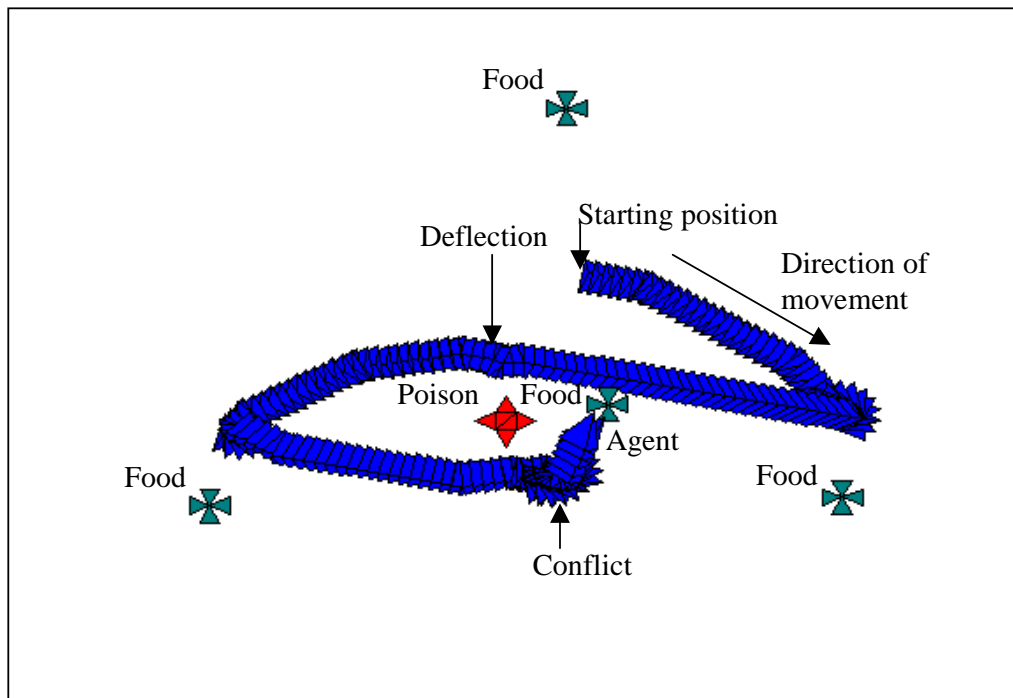 Food
Starting position
Deflection
Direction of
movement
Poison
Food
Agent
Food
Food
Conflict